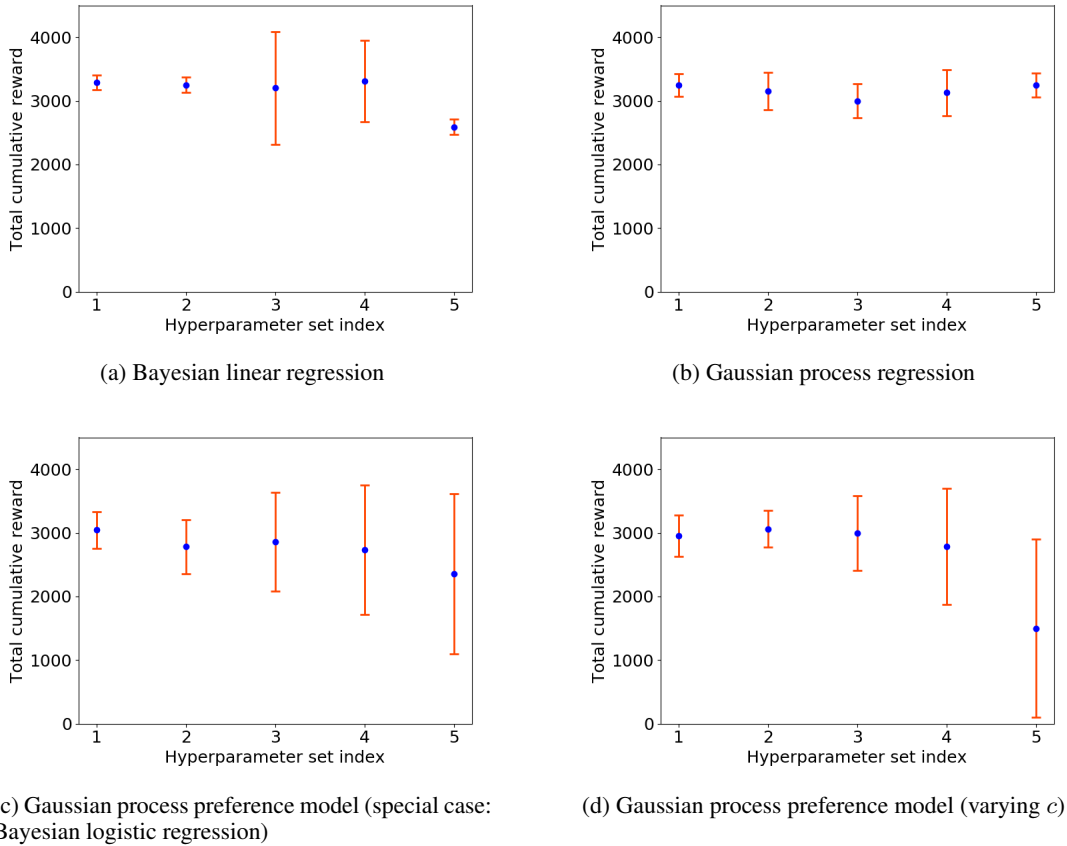 4000
3000
2000
1000
0
Total cumulative reward
1 2 3 4 5
Hyperparameter set index
(a) Bayesian linear regression
4000
3000
2000
1000
0
Total cumulative reward
1 2 3 4 5
Hyperparameter set index
(b) Gaussian process regression
4000
3000
2000
1000
0
Total cumulative reward
1 2 3 4 5
Hyperparameter set index
c) Gaussian process preference model (special case:
Bayesian logistic regression)
4000
3000
2000
1000
0
Total cumulative reward
1 2 3 4 5
Hyperparameter set index
(d) Gaussian process preference model (varying c)